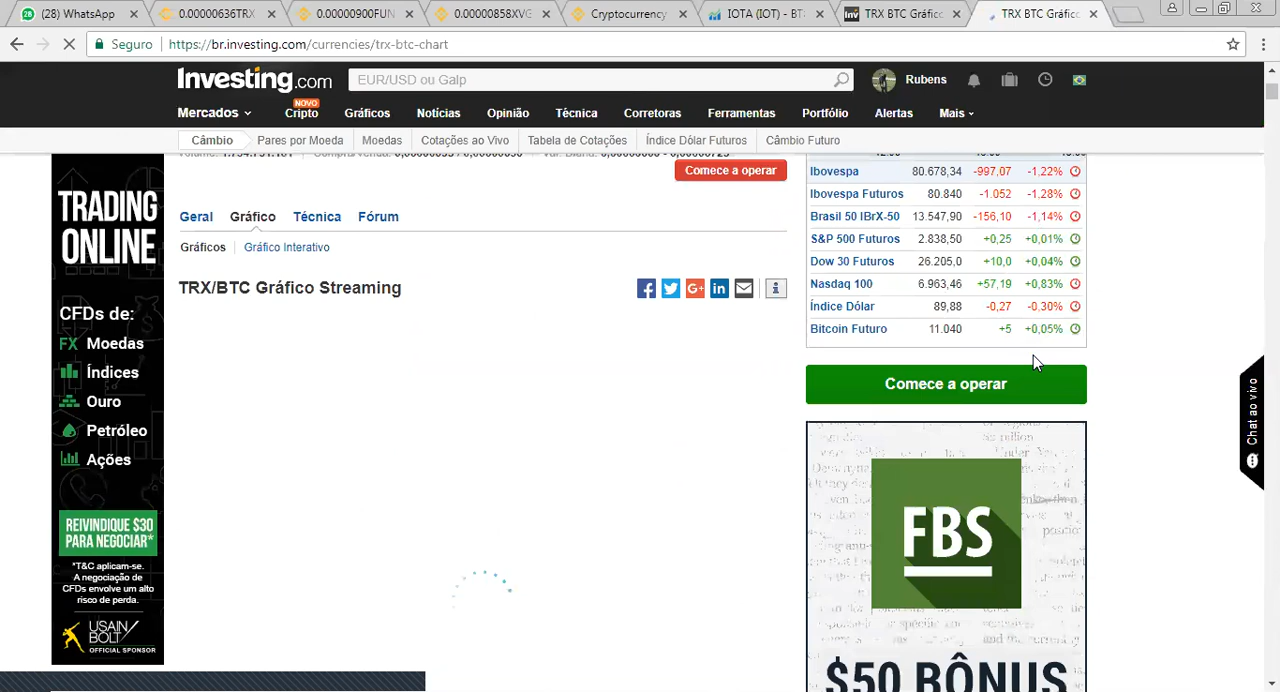 (28) WhatsApp
0.00000636TRX
0.00000900FUN
0.00000858XVG
Cryptocurrency
IOTA (IOT) - BT
TRX BTC Gráfico
TRX BTC Gráfico
Seguro
https://br.investing.com/currencies/trx-btc-chart
Investing.com
EUR/USD ou Galp
Rubens
NOVO
Mercados
Cripto
Gráficos
Notícias
Opinião
Técnica
Corretoras
Ferramentas
Portfólio
Alertas
Mais
Câmbio
Pares por Moeda
Moedas
Cotações ao Vivo
Tabela de Cotações
Índice Dólar Futuros
Câmbio Futuro
Comece a operar
Geral
Gráfico
Técnica
Fórum
Gráficos
Gráfico Interativo
TRX/BTC Gráfico Streaming
Ibovespa 80.678,34 -997,07 -1,22%
Ibovespa Futuros 80.840 -1.052 -1,28%
Brasil 50 IBrX-50 13.547,90 -156,10 -1,14%
S&P 500 Futuros 2.838,50 +0,25 +0,01%
Dow 30 Futuros 26.205,0 +10,0 +0,04%
Nasdaq 100 6.963,46 +57,19 +0,83%
Índice Dólar 89,88 -0,27 -0,30%
Bitcoin Futuro 11.040 +5 +0,05%
Comece a operar
FBS
$50 BÔNUS
Chat ao vivo
TRADING
ONLINE
CFDs de:
FX Moedas
Índices
Ouro
Petróleo
Ações
REIVINDIQUE $30
PARA NEGOCIAR*
*T&C aplicam-se.
A negociação de
CFDs envolve um alto
risco de perda.
USAIN
BOLT
OFFICIAL SPONSOR